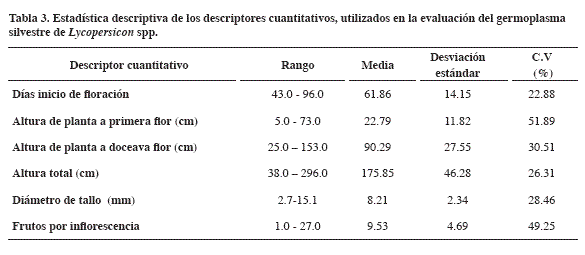 Tabla 3. Estadística descriptiva de los descriptores cuantitativos, utilizados en la evaluación del germoplasma
silvestre de Lycopersicon spp.
Descriptor cuantitativo Rango Media Desviación estándar C.V (%)
Días inicio de floración 43.0 - 96.0 61.86 14.15 22.88
Altura de planta a primera flor (cm) 5.0 - 73.0 22.79 11.82 51.89
Altura de planta a doceava flor (cm) 25.0 – 153.0 90.29 27.55 30.51
Altura total (cm) 38.0 – 296.0 175.85 46.28 26.31
Diámetro de tallo (mm) 2.7-15.1 8.21 2.34 28.46
Frutos por inflorescencia 1.0 - 27.0 9.53 4.69 49.25